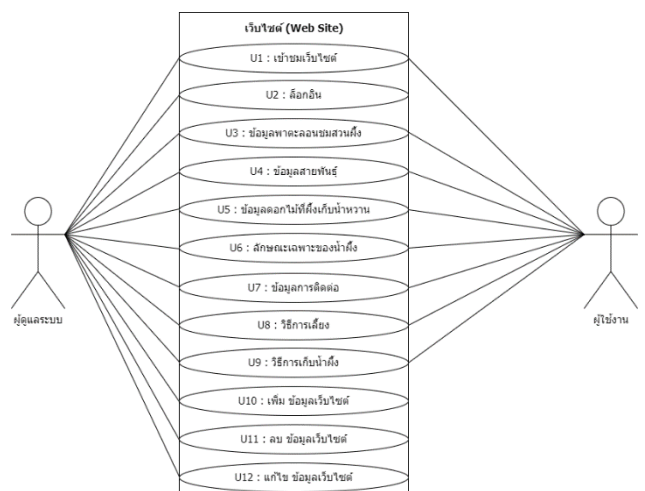 เว็บไซต์ (Web Site)
U1 : เข้าชมเว็บไซต์
U2 : ล็อกอิน
U3 : ข้อมูลพาตะลอนชมสวนผึ้ง
U4 : ข้อมูลสายพันธุ์
U5 : ข้อมูลดอกไม้ที่ผึ้งเก็บน้ำหวาน
U6 : ลักษณะเฉพาะของน้ำผึ้ง
U7 : ข้อมูลการติดต่อ
U8 : วิธีการเลี้ยง
U9 : วิธีการเก็บน้ำผึ้ง
U10 : เพิ่ม ข้อมูลเว็บไซต์
U11 : ลบ ข้อมูลเว็บไซต์
U12 : แก้ไข ข้อมูลเว็บไซต์
ผู้ดูแลระบบ
ผู้ใช้งาน